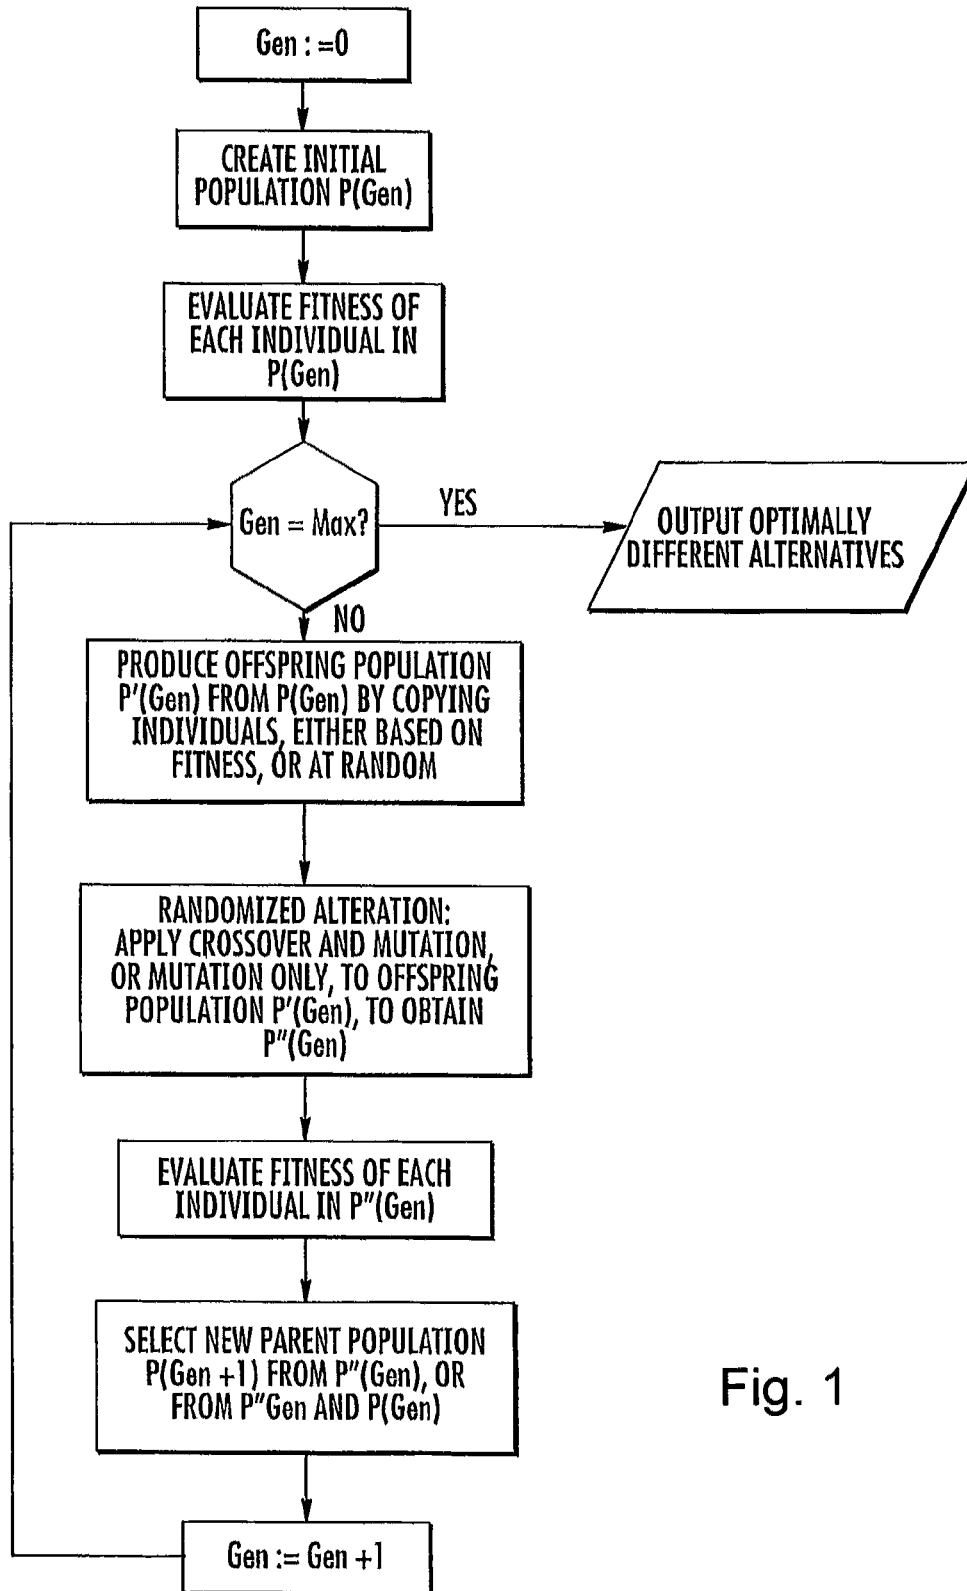 Gen : =0
CREATE INITIAL
POPULATION P(Gen)
EVALUATE FITNESS OF
EACH INDIVIDUAL IN
P(Gen)
Gen = Max?
YES
OUTPUT OPTIMALLY
DIFFERENT ALTERNATIVES
NO
PRODUCE OFFSPRING POPULATION
P'(Gen) FROM P(Gen) BY COPYING
INDIVIDUALS, EITHER BASED ON
FITNESS, OR AT RANDOM
RANDOMIZED ALTERATION:
APPLY CROSSOVER AND MUTATION,
OR MUTATION ONLY, TO OFFSPRING
POPULATION P'(Gen), TO OBTAIN
P"(Gen)
EVALUATE FITNESS OF EACH
INDIVIDUAL IN P"(Gen)
SELECT NEW PARENT POPULATION
P(Gen +1) FROM P"(Gen), OR
FROM P"Gen AND P(Gen)
Fig. 1
Gen := Gen +1